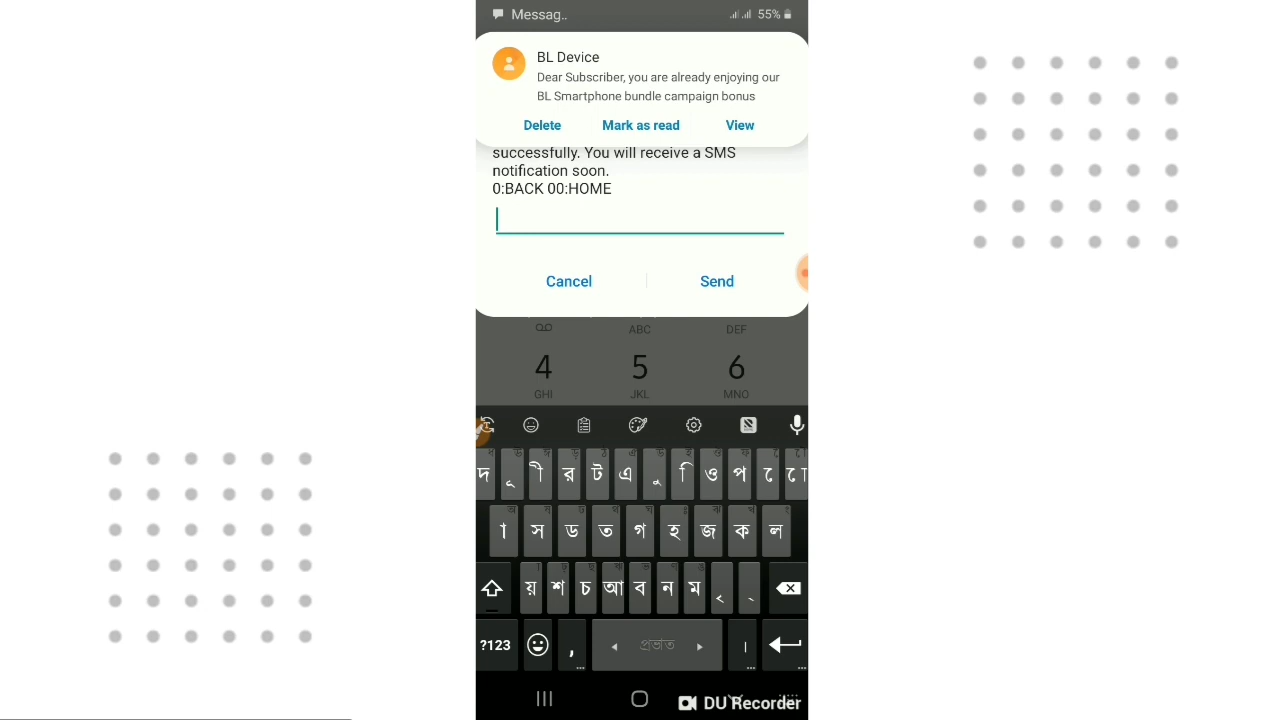 Messag.. 55%
BL Device
Dear Subscriber, you are already enjoying our
BL Smartphone bundle campaign bonus
Delete Mark as read View
successfully. You will receive a SMS
notification soon.
0:BACK 00:HOME
Cancel Send
ABC DEF
4 5 6
GHI JKL MNO
দ ূ ী র ট এ ু ি ও প ে ো
া স ড ত গ হ জ ক ল
য় শ চ আ ব ন ম ৃ ্
?123 , প্রভাত ।
DU Recorder